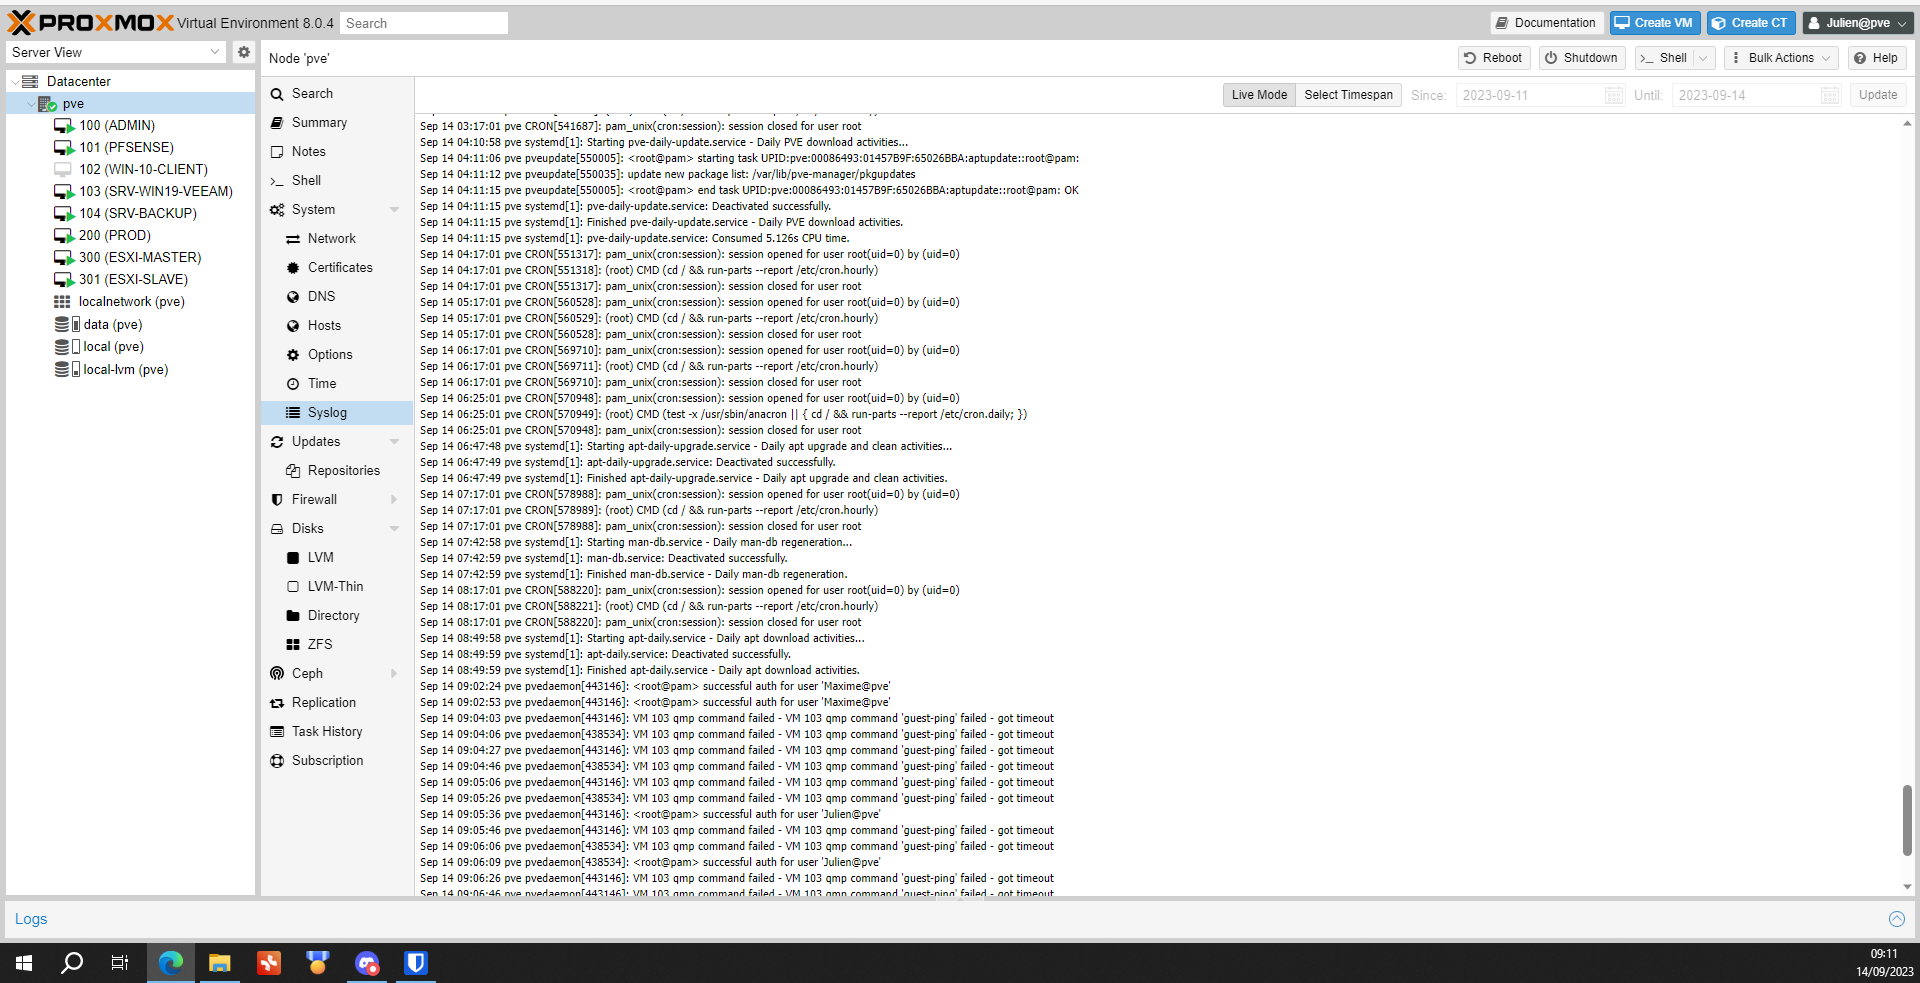 PROXMOX Virtual Environment 8.0.4 Search
Documentation Create VM Create CT Julien@pve
Server View
Node 'pve'
Reboot Shutdown Shell Bulk Actions Help
Live Mode Select Timespan Since: 2023-09-11 Until: 2023-09-14 Update
Datacenter
pve
100 (ADMIN)
101 (PFSENSE)
102 (WIN-10-CLIENT)
103 (SRV-WIN19-VEEAM)
104 (SRV-BACKUP)
200 (PROD)
300 (ESXI-MASTER)
301 (ESXI-SLAVE)
localnetwork (pve)
data (pve)
local (pve)
local-lvm (pve)
Search
Summary
Notes
Shell
System
Network
Certificates
DNS
Hosts
Options
Time
Syslog
Updates
Repositories
Firewall
Disks
LVM
LVM-Thin
Directory
ZFS
Ceph
Replication
Task History
Subscription
Sep 14 03:17:01 pve CRON[541687]: pam_unix(cron:session): session closed for user root
Sep 14 04:10:58 pve systemd[1]: Starting pve-daily-update.service - Daily PVE download activities...
Sep 14 04:11:06 pve pveupdate[550005]: <root@pam> starting task UPID:pve:00086493:01457B9F:65026BBA:aptupdate::root@pam:
Sep 14 04:11:12 pve pveupdate[550035]: update new package list: /var/lib/pve-manager/pkgupdates
Sep 14 04:11:15 pve pveupdate[550005]: <root@pam> end task UPID:pve:00086493:01457B9F:65026BBA:aptupdate::root@pam: OK
Sep 14 04:11:15 pve systemd[1]: pve-daily-update.service: Deactivated successfully.
Sep 14 04:11:15 pve systemd[1]: Finished pve-daily-update.service - Daily PVE download activities.
Sep 14 04:11:15 pve systemd[1]: pve-daily-update.service: Consumed 5.126s CPU time.
Sep 14 04:17:01 pve CRON[551317]: pam_unix(cron:session): session opened for user root(uid=0) by (uid=0)
Sep 14 04:17:01 pve CRON[551318]: (root) CMD (cd / && run-parts --report /etc/cron.hourly)
Sep 14 04:17:01 pve CRON[551317]: pam_unix(cron:session): session closed for user root
Sep 14 05:17:01 pve CRON[560528]: pam_unix(cron:session): session opened for user root(uid=0) by (uid=0)
Sep 14 05:17:01 pve CRON[560529]: (root) CMD (cd / && run-parts --report /etc/cron.hourly)
Sep 14 05:17:01 pve CRON[560528]: pam_unix(cron:session): session closed for user root
Sep 14 06:17:01 pve CRON[569710]: pam_unix(cron:session): session opened for user root(uid=0) by (uid=0)
Sep 14 06:17:01 pve CRON[569711]: (root) CMD (cd / && run-parts --report /etc/cron.hourly)
Sep 14 06:17:01 pve CRON[569710]: pam_unix(cron:session): session closed for user root
Sep 14 06:25:01 pve CRON[570948]: pam_unix(cron:session): session opened for user root(uid=0) by (uid=0)
Sep 14 06:25:01 pve CRON[570949]: (root) CMD (test -x /usr/sbin/anacron || { cd / && run-parts --report /etc/cron.daily; })
Sep 14 06:25:01 pve CRON[570948]: pam_unix(cron:session): session closed for user root
Sep 14 06:47:48 pve systemd[1]: Starting apt-daily-upgrade.service - Daily apt upgrade and clean activities...
Sep 14 06:47:49 pve systemd[1]: apt-daily-upgrade.service: Deactivated successfully.
Sep 14 06:47:49 pve systemd[1]: Finished apt-daily-upgrade.service - Daily apt upgrade and clean activities.
Sep 14 07:17:01 pve CRON[578988]: pam_unix(cron:session): session opened for user root(uid=0) by (uid=0)
Sep 14 07:17:01 pve CRON[578989]: (root) CMD (cd / && run-parts --report /etc/cron.hourly)
Sep 14 07:17:01 pve CRON[578988]: pam_unix(cron:session): session closed for user root
Sep 14 07:42:58 pve systemd[1]: Starting man-db.service - Daily man-db regeneration...
Sep 14 07:42:59 pve systemd[1]: man-db.service: Deactivated successfully.
Sep 14 07:42:59 pve systemd[1]: Finished man-db.service - Daily man-db regeneration.
Sep 14 08:17:01 pve CRON[588220]: pam_unix(cron:session): session opened for user root(uid=0) by (uid=0)
Sep 14 08:17:01 pve CRON[588221]: (root) CMD (cd / && run-parts --report /etc/cron.hourly)
Sep 14 08:17:01 pve CRON[588220]: pam_unix(cron:session): session closed for user root
Sep 14 08:49:58 pve systemd[1]: Starting apt-daily.service - Daily apt download activities...
Sep 14 08:49:59 pve systemd[1]: apt-daily.service: Deactivated successfully.
Sep 14 08:49:59 pve systemd[1]: Finished apt-daily.service - Daily apt download activities.
Sep 14 09:02:24 pve pvedaemon[443146]: <root@pam> successful auth for user 'Maxime@pve'
Sep 14 09:02:53 pve pvedaemon[443146]: <root@pam> successful auth for user 'Maxime@pve'
Sep 14 09:04:03 pve pvedaemon[443146]: VM 103 qmp command failed - VM 103 qmp command 'guest-ping' failed - got timeout
Sep 14 09:04:06 pve pvedaemon[438534]: VM 103 qmp command failed - VM 103 qmp command 'guest-ping' failed - got timeout
Sep 14 09:04:27 pve pvedaemon[443146]: VM 103 qmp command failed - VM 103 qmp command 'guest-ping' failed - got timeout
Sep 14 09:04:46 pve pvedaemon[438534]: VM 103 qmp command failed - VM 103 qmp command 'guest-ping' failed - got timeout
Sep 14 09:05:06 pve pvedaemon[443146]: VM 103 qmp command failed - VM 103 qmp command 'guest-ping' failed - got timeout
Sep 14 09:05:26 pve pvedaemon[438534]: VM 103 qmp command failed - VM 103 qmp command 'guest-ping' failed - got timeout
Sep 14 09:05:36 pve pvedaemon[443146]: <root@pam> successful auth for user 'Julien@pve'
Sep 14 09:05:46 pve pvedaemon[443146]: VM 103 qmp command failed - VM 103 qmp command 'guest-ping' failed - got timeout
Sep 14 09:06:06 pve pvedaemon[438534]: VM 103 qmp command failed - VM 103 qmp command 'guest-ping' failed - got timeout
Sep 14 09:06:09 pve pvedaemon[438534]: <root@pam> successful auth for user 'Julien@pve'
Sep 14 09:06:26 pve pvedaemon[443146]: VM 103 qmp command failed - VM 103 qmp command 'guest-ping' failed - got timeout
Sep 14 09:06:46 pve pvedaemon[443146]: VM 103 qmp command failed - VM 103 qmp command 'guest-ping' failed - got timeout
Logs
09:11
14/09/2023